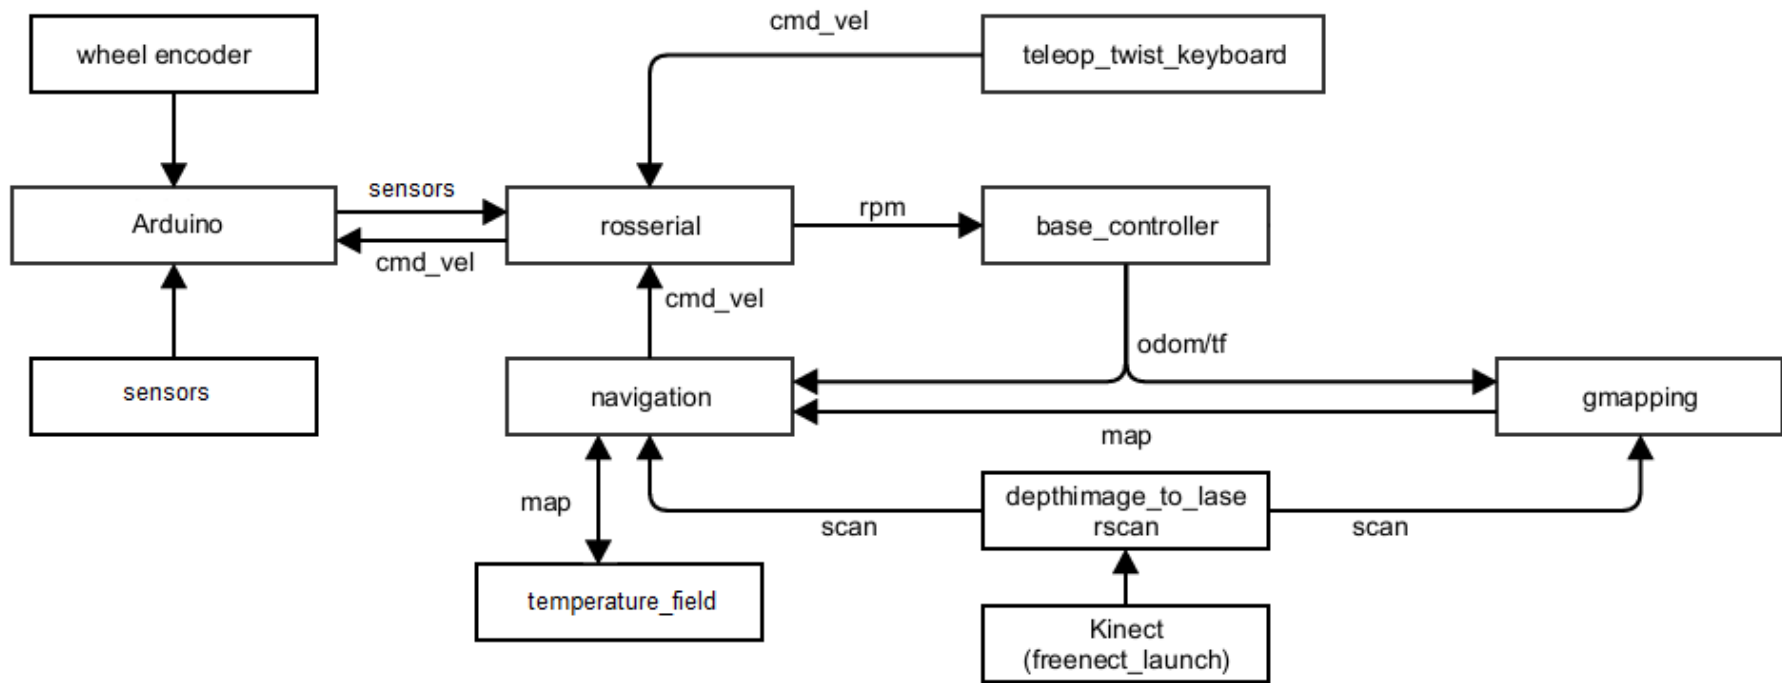 cmd_vel
wheel encoder
teleop_twist_keyboard
sensors
Arduino
rosserial
rpm
base_controller
cmd_vel
cmd_vel
odom/tf
sensors
navigation
gmapping
map
map
scan
depthimage_to_lase
rscan
scan
temperature_field
Kinect
(freenect_launch)